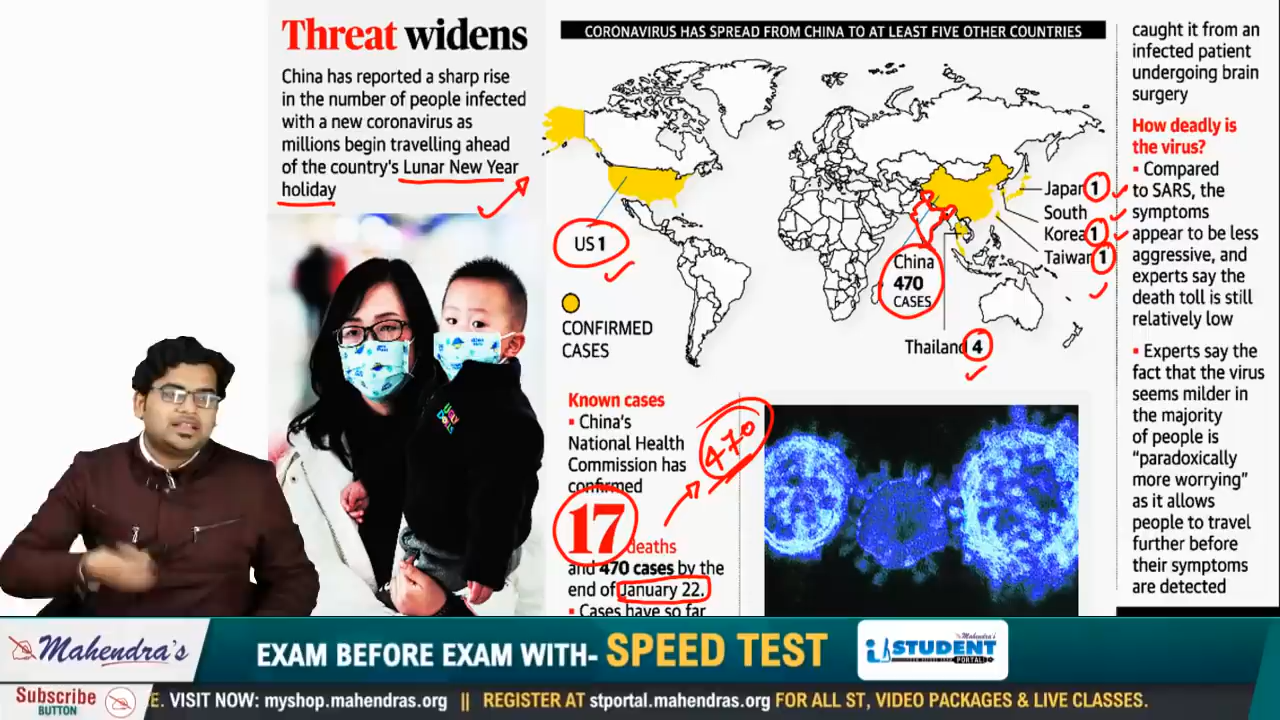 Threat widens
China has reported a sharp rise
in the number of people infected
with a new coronavirus as
millions begin travelling ahead
of the country's Lunar New Year
holiday
CORONAVIRUS HAS SPREAD FROM CHINA TO AT LEAST FIVE OTHER COUNTRIES
US 1
CONFIRMED
CASES
China
470
CASES
Japan 1
South
Korea 1
Taiwan 1
Thailand 4
Known cases
▪ China's
National Health
Commission has
confirmed
17
deaths
and 470 cases by the
end of January 22.
▪ Cases have so far
470
caught it from an
infected patient
undergoing brain
surgery
How deadly is
the virus?
▪ Compared
to SARS, the
symptoms
appear to be less
aggressive, and
experts say the
death toll is still
relatively low
▪ Experts say the
fact that the virus
seems milder in
the majority
of people is
“paradoxically
more worrying”
as it allows
people to travel
further before
their symptoms
are detected
UGLY
DOLLS
Mahendra's
EXAM BEFORE EXAM WITH- SPEED TEST
Mahendra's
STUDENT
PORTAL
Subscribe
BUTTON
E. VISIT NOW: myshop.mahendras.org || REGISTER AT stportal.mahendras.org FOR ALL ST, VIDEO PACKAGES & LIVE CLASSES.